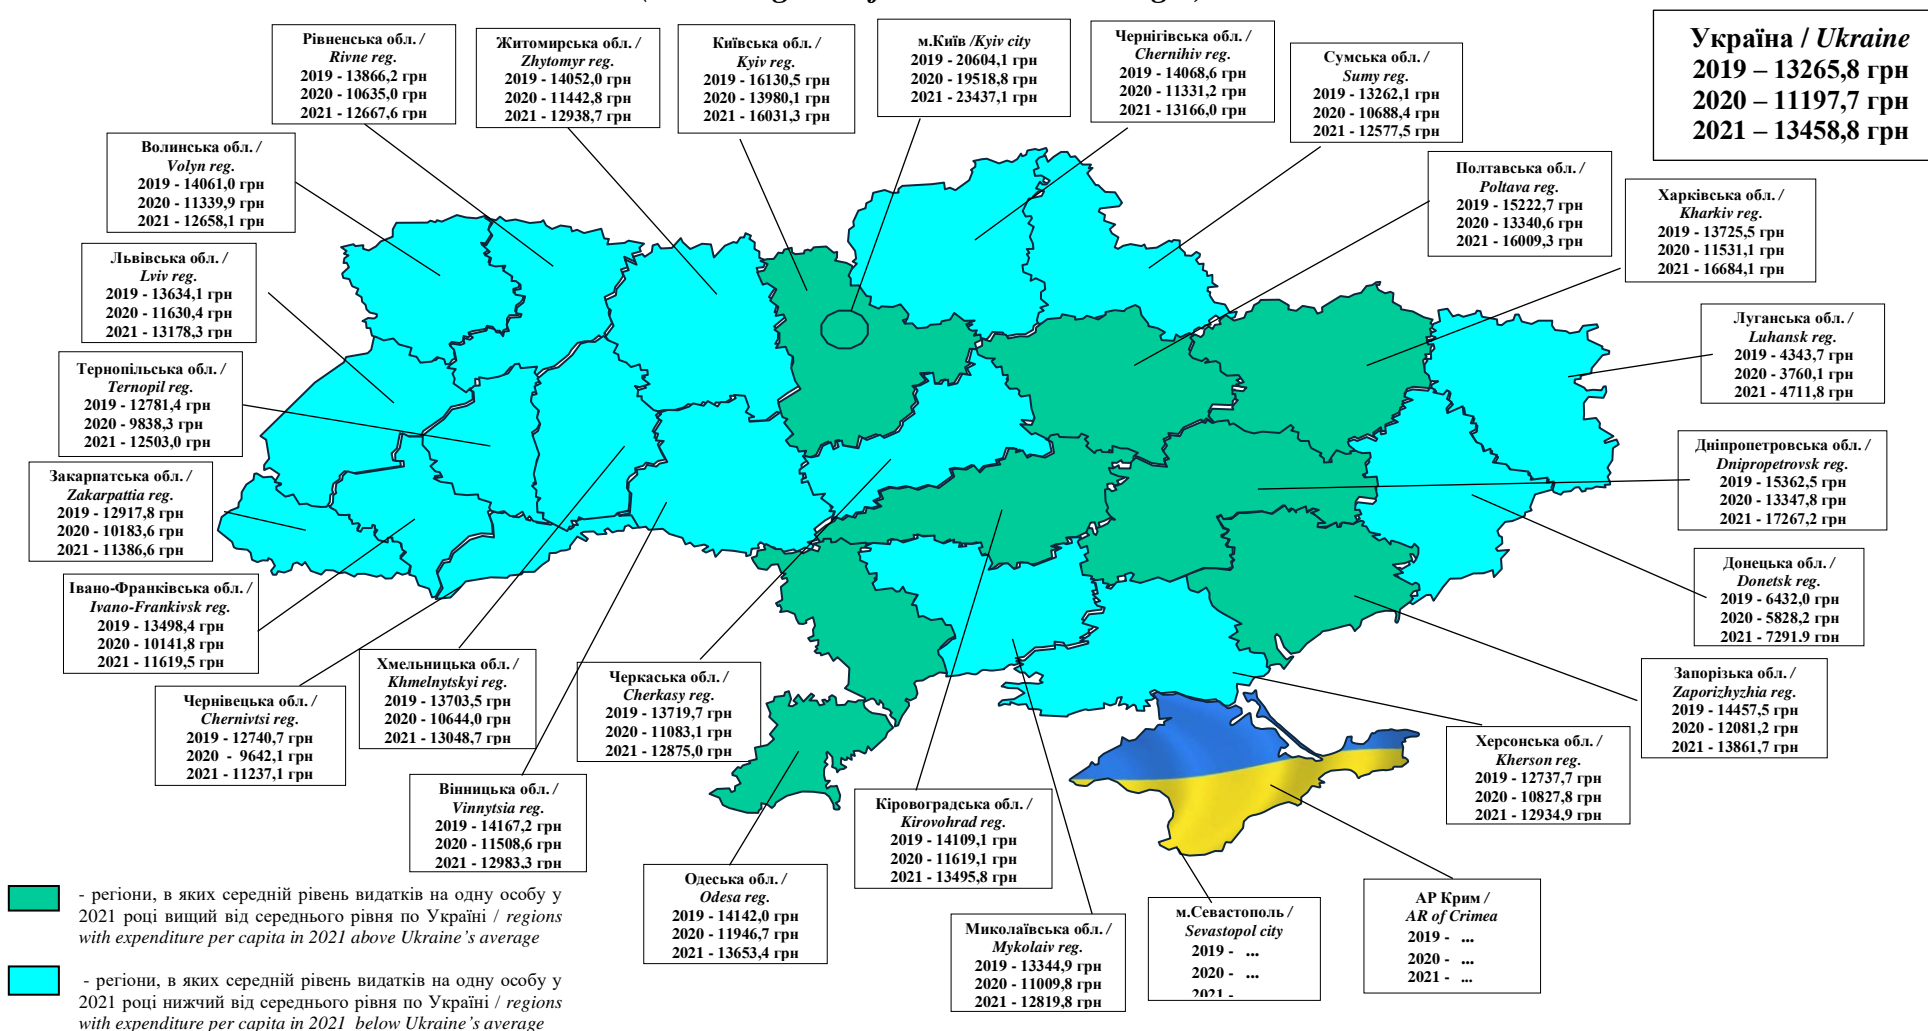 Україна / Ukraine
2019 – 13265,8 грн
2020 – 11197,7 грн
2021 – 13458,8 грн
Рівненська обл. /
Rivne reg.
2019 - 13866,2 грн
2020 - 10635,0 грн
2021 - 12667,6 грн
Житомирська обл. /
Zhytomyr reg.
2019 - 14052,0 грн
2020 - 11442,8 грн
2021 - 12938,7 грн
Київська обл. /
Kyiv reg.
2019 - 16130,5 грн
2020 - 13980,1 грн
2021 - 16031,3 грн
м.Київ /Kyiv city
2019 - 20604,1 грн
2020 - 19518,8 грн
2021 - 23437,1 грн
Чернігівська обл. /
Chernihiv reg.
2019 - 14068,6 грн
2020 - 11331,2 грн
2021 - 13166,0 грн
Сумська обл. /
Sumy reg.
2019 - 13262,1 грн
2020 - 10688,4 грн
2021 - 12577,5 грн
Волинська обл. /
Volyn reg.
2019 - 14061,0 грн
2020 - 11339,9 грн
2021 - 12658,1 грн
Полтавська обл. /
Poltava reg.
2019 - 15222,7 грн
2020 - 13340,6 грн
2021 - 16009,3 грн
Харківська обл. /
Kharkiv reg.
2019 - 13725,5 грн
2020 - 11531,1 грн
2021 - 16684,1 грн
Львівська обл. /
Lviv reg.
2019 - 13634,1 грн
2020 - 11630,4 грн
2021 - 13178,3 грн
Луганська обл. /
Luhansk reg.
2019 - 4343,7 грн
2020 - 3760,1 грн
2021 - 4711,8 грн
Тернопільська обл. /
Ternopil reg.
2019 - 12781,4 грн
2020 - 9838,3 грн
2021 - 12503,0 грн
Дніпропетровська обл. /
Dnipropetrovsk reg.
2019 - 15362,5 грн
2020 - 13347,8 грн
2021 - 17267,2 грн
Закарпатська обл. /
Zakarpattia reg.
2019 - 12917,8 грн
2020 - 10183,6 грн
2021 - 11386,6 грн
Донецька обл. /
Donetsk reg.
2019 - 6432,0 грн
2020 - 5828,2 грн
2021 - 7291,9 грн
Івано-Франківська обл. /
Ivano-Frankivsk reg.
2019 - 13498,4 грн
2020 - 10141,8 грн
2021 - 11619,5 грн
Хмельницька обл. /
Khmelnytskyi reg.
2019 - 13703,5 грн
2020 - 10644,0 грн
2021 - 13048,7 грн
Черкаська обл. /
Cherkasy reg.
2019 - 13719,7 грн
2020 - 11083,1 грн
2021 - 12875,0 грн
Запорізька обл. /
Zaporizhyzhia reg.
2019 - 14457,5 грн
2020 - 12081,2 грн
2021 - 13861,7 грн
Чернівецька обл. /
Chernivtsi reg.
2019 - 12740,7 грн
2020 - 9642,1 грн
2021 - 11237,1 грн
Херсонська обл. /
Kherson reg.
2019 - 12737,7 грн
2020 - 10827,8 грн
2021 - 12934,9 грн
Вінницька обл. /
Vinnytsia reg.
2019 - 14167,2 грн
2020 - 11508,6 грн
2021 - 12983,3 грн
Кіровоградська обл. /
Kirovohrad reg.
2019 - 14109,1 грн
2020 - 11619,1 грн
2021 - 13495,8 грн
Одеська обл. /
Odesa reg.
2019 - 14142,0 грн
2020 - 11946,7 грн
2021 - 13653,4 грн
Миколаївська обл. /
Mykolaiv reg.
2019 - 13344,9 грн
2020 - 11009,8 грн
2021 - 12819,8 грн
м.Севастополь /
Sevastopol city
2019 - ...
2020 - ...
2021 -
АР Крим /
AR of Crimea
2019 - ...
2020 - ...
2021 - ...
- регіони, в яких середній рівень видатків на одну особу у
2021 році вищий від середнього рівня по Україні / regions
with expenditure per capita in 2021 above Ukraine’s average
- регіони, в яких середній рівень видатків на одну особу у
2021 році нижчий від середнього рівня по Україні / regions
with expenditure per capita in 2021 below Ukraine’s average